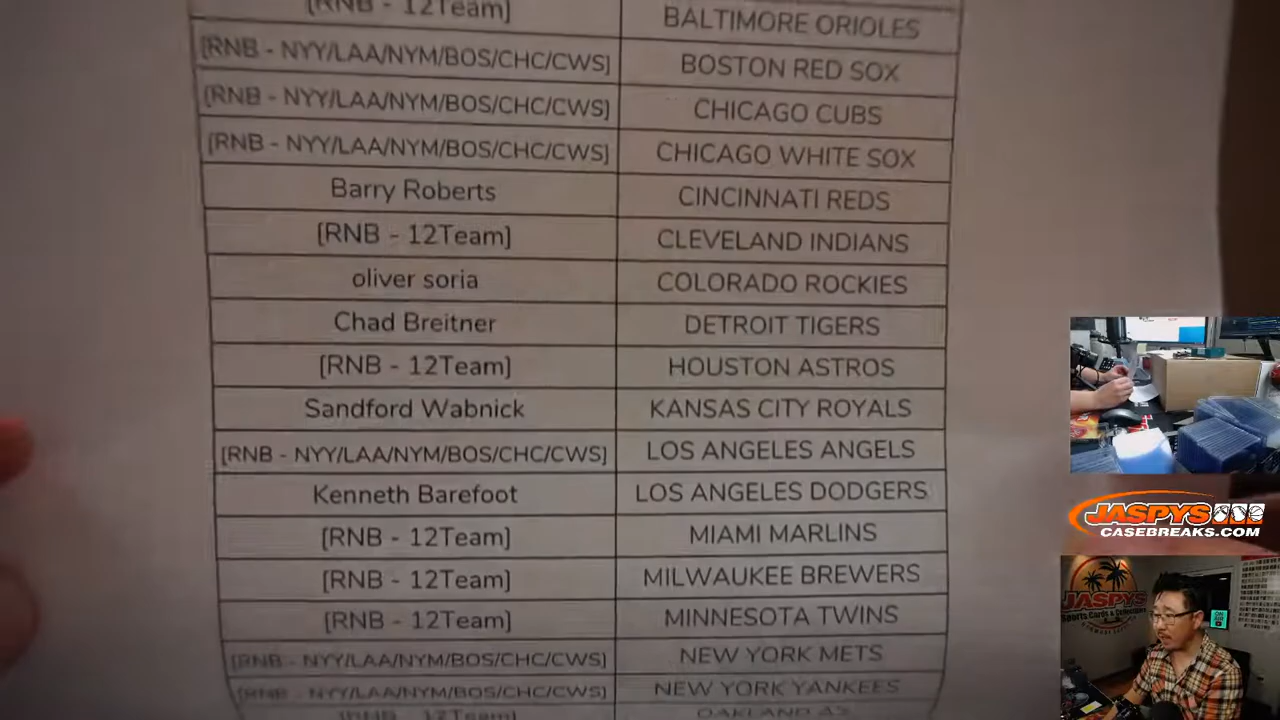 [RNB - 12Team] BALTIMORE ORIOLES
[RNB - NYY/LAA/NYM/BOS/CHC/CWS] BOSTON RED SOX
[RNB - NYY/LAA/NYM/BOS/CHC/CWS] CHICAGO CUBS
[RNB - NYY/LAA/NYM/BOS/CHC/CWS] CHICAGO WHITE SOX
Barry Roberts CINCINNATI REDS
[RNB - 12Team] CLEVELAND INDIANS
oliver soria COLORADO ROCKIES
Chad Breitner DETROIT TIGERS
[RNB - 12Team] HOUSTON ASTROS
Sandford Wabnick KANSAS CITY ROYALS
[RNB - NYY/LAA/NYM/BOS/CHC/CWS] LOS ANGELES ANGELS
Kenneth Barefoot LOS ANGELES DODGERS
[RNB - 12Team] MIAMI MARLINS
[RNB - 12Team] MILWAUKEE BREWERS
[RNB - 12Team] MINNESOTA TWINS
[RNB - NYY/LAA/NYM/BOS/CHC/CWS] NEW YORK METS
[RNB - NYY/LAA/NYM/BOS/CHC/CWS] NEW YORK YANKEES
[RNB - 12Team] OAKLAND A'S
JASPYS
CASEBREAKS.COM
JASPYS